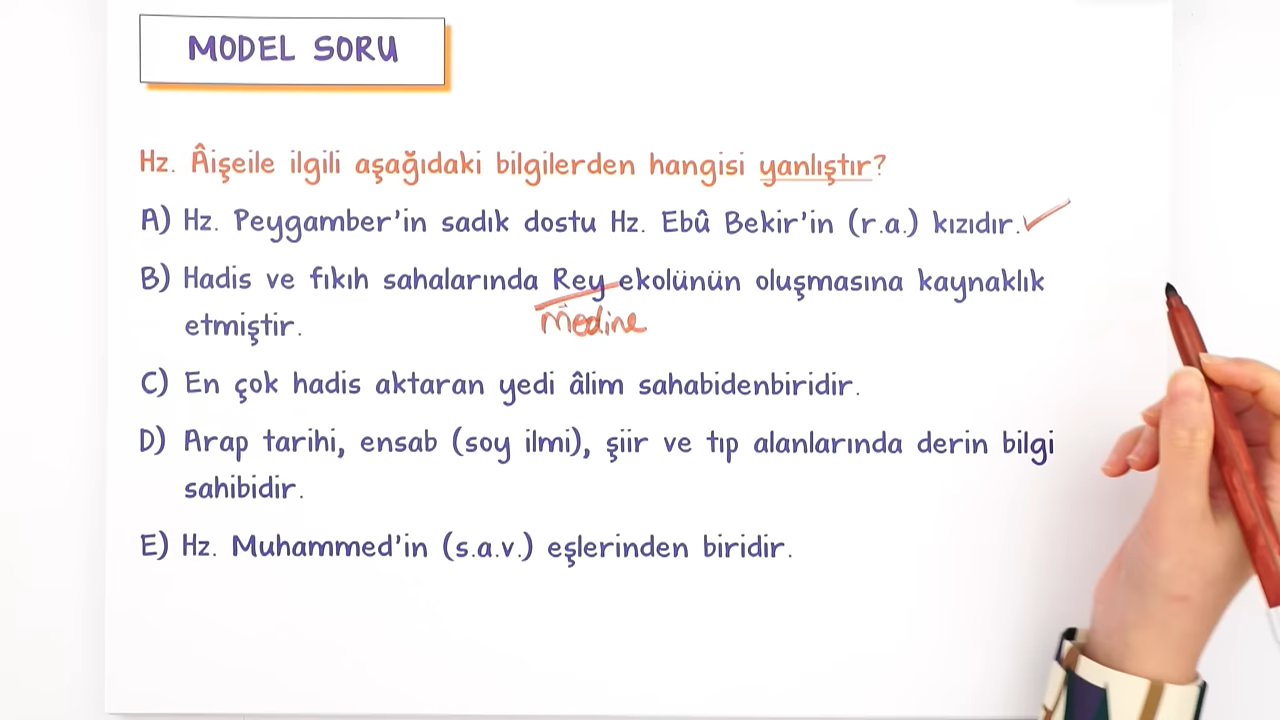 MODEL SORU
Hz. Âişeile ilgili aşağıdaki bilgilerden hangisi yanlıştır?
A) Hz. Peygamber'in sadık dostu Hz. Ebû Bekir'in (r.a.) kızıdır.
B) Hadis ve fıkıh sahalarında Rey ekolünün oluşmasına kaynaklık
medine
etmiştir.
C) En çok hadis aktaran yedi âlim sahabidenbiridir.
D) Arap tarihi, ensab (soy ilmi), şiir ve tıp alanlarında derin bilgi
sahibidir.
E) Hz. Muhammed'in (s.a.v.) eşlerinden biridir.